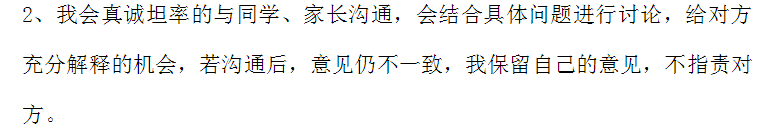 2、我会真诚坦率的与同学、家长沟通，会结合具体问题进行讨论，给对方
充分解释的机会，若沟通后，意见仍不一致，我保留自己的意见，不指责对
方。